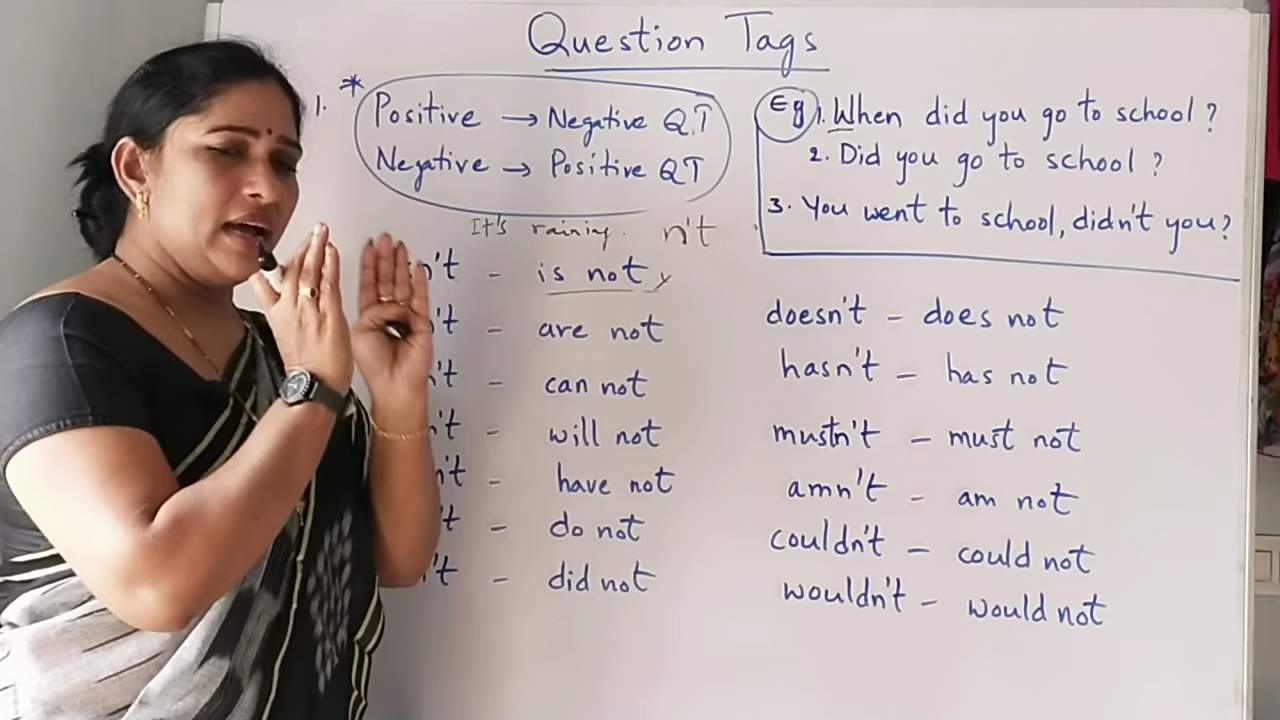 Question Tags
1. * Positive → Negative QT
Negative → Positive QT
It's raining. n't
n't - is not
't - are not
't - can not
't - will not
n't - have not
't - do not
't - did not
Eg 1. When did you go to school ?
2. Did you go to school ?
3. You went to school, didn't you?
doesn't - does not
hasn't - has not
mustn't - must not
amn't - am not
couldn't - could not
wouldn't - would not